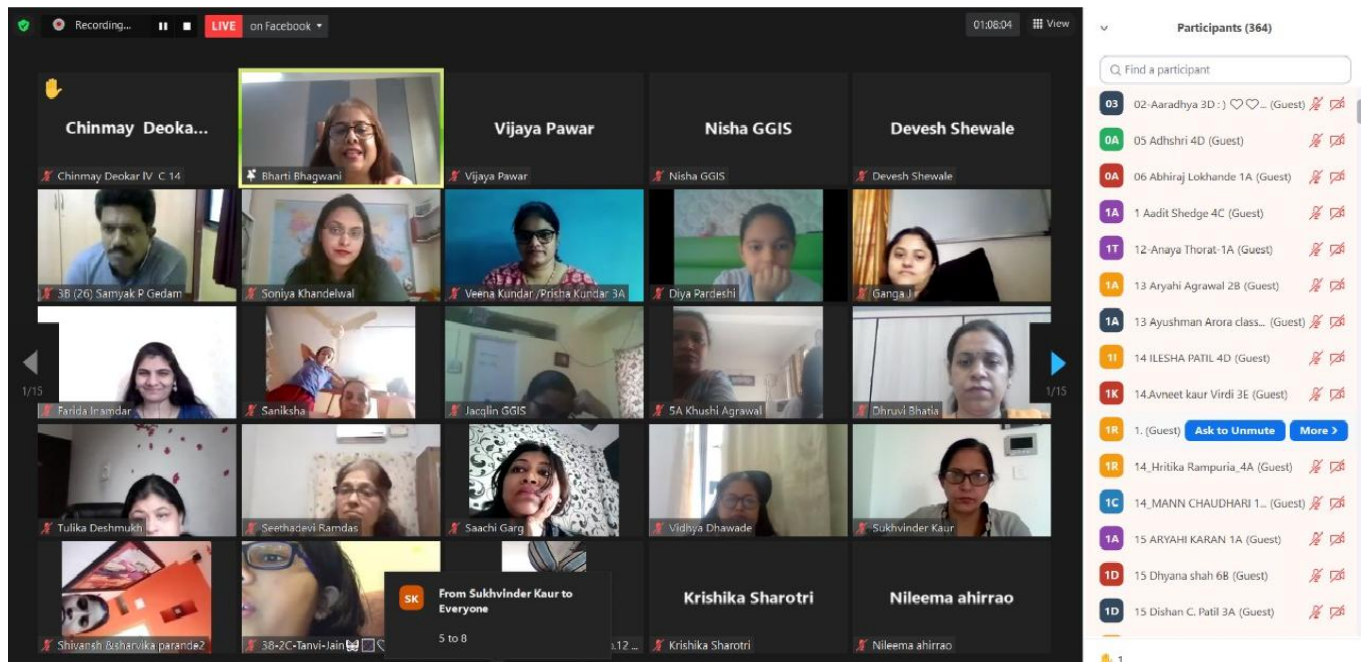 Recording...
LIVE on Facebook
01:08:04
View
Chinmay Deoka...
Chinmay Deokar IV C 14
Bharti Bhagwani
Vijaya Pawar
Vijaya Pawar
Nisha GGIS
Nisha GGIS
Devesh Shewale
Devesh Shewale
3B (26) Samyak P Gedam
Soniya Khandelwal
Veena Kundar /Prisha Kundar 3A
Diya Pardeshi
Ganga J
1/15
Farida Inamdar
Saniksha
Jacqlin GGIS
5A Khushi Agrawal
Dhruvi Bhatia
1/15
Tulika Deshmukh
Seethadevi Ramdas
Saachi Garg
Vidhya Dhawade
Sukhvinder Kaur
Shivansh &sharvika parande2
38-2C-Tanvi-Jain
SK
From Sukhvinder Kaur to
Everyone
5 to 8
.12 ...
Krishika Sharotri
Krishika Sharotri
Nileema ahirrao
Nileema ahirrao
Participants (364)
Find a participant
03 02-Aaradhya 3D : ) ♡♡... (Guest)
0A 05 Adhshri 4D (Guest)
0A 06 Abhiraj Lokhande 1A (Guest)
1A 1 Aadit Shedge 4C (Guest)
1T 12-Anaya Thorat-1A (Guest)
1A 13 Aryahi Agrawal 2B (Guest)
1A 13 Ayushman Arora class... (Guest)
1I 14 ILESHA PATIL 4D (Guest)
1K 14.Avneet kaur Virdi 3E (Guest)
1R 1. (Guest) Ask to Unmute More >
1R 14_Hritika Rampuria_4A (Guest)
1C 14_MANN CHAUDHARI 1... (Guest)
1A 15 ARYAHI KARAN 1A (Guest)
1D 15 Dhyana shah 6B (Guest)
1D 15 Dishan C. Patil 3A (Guest)
1